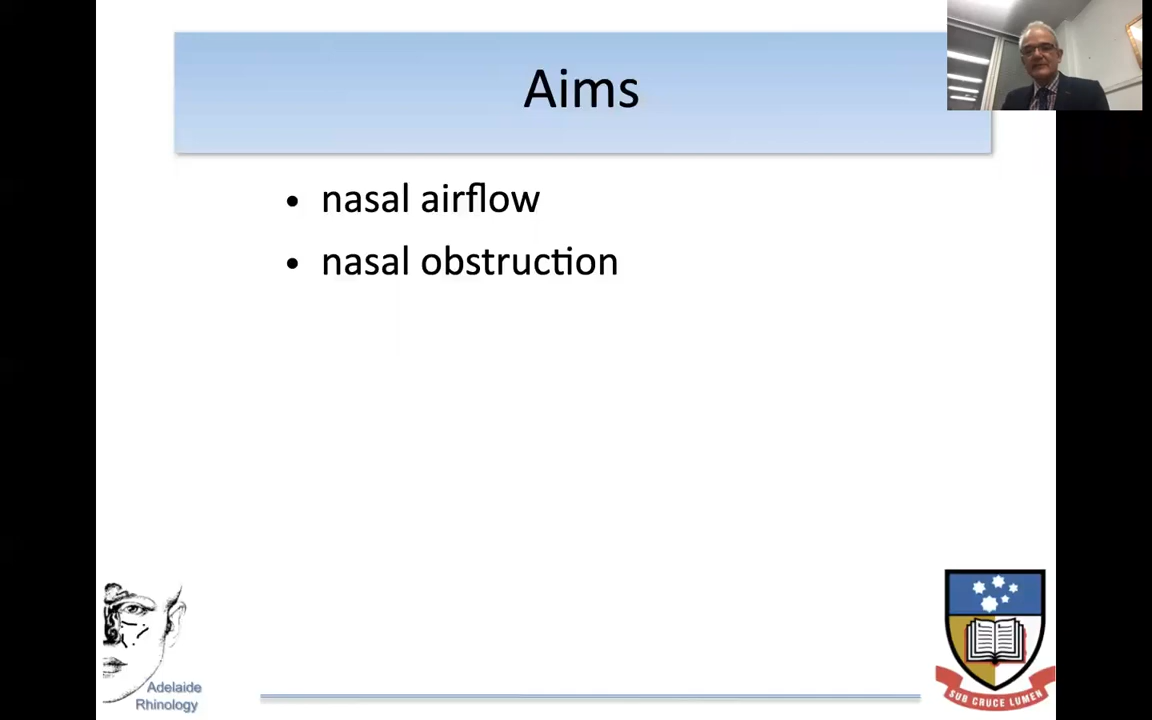 Aims
• nasal airflow
• nasal obstruction
Adelaide
Rhinology
SUB CRUCE LUMEN